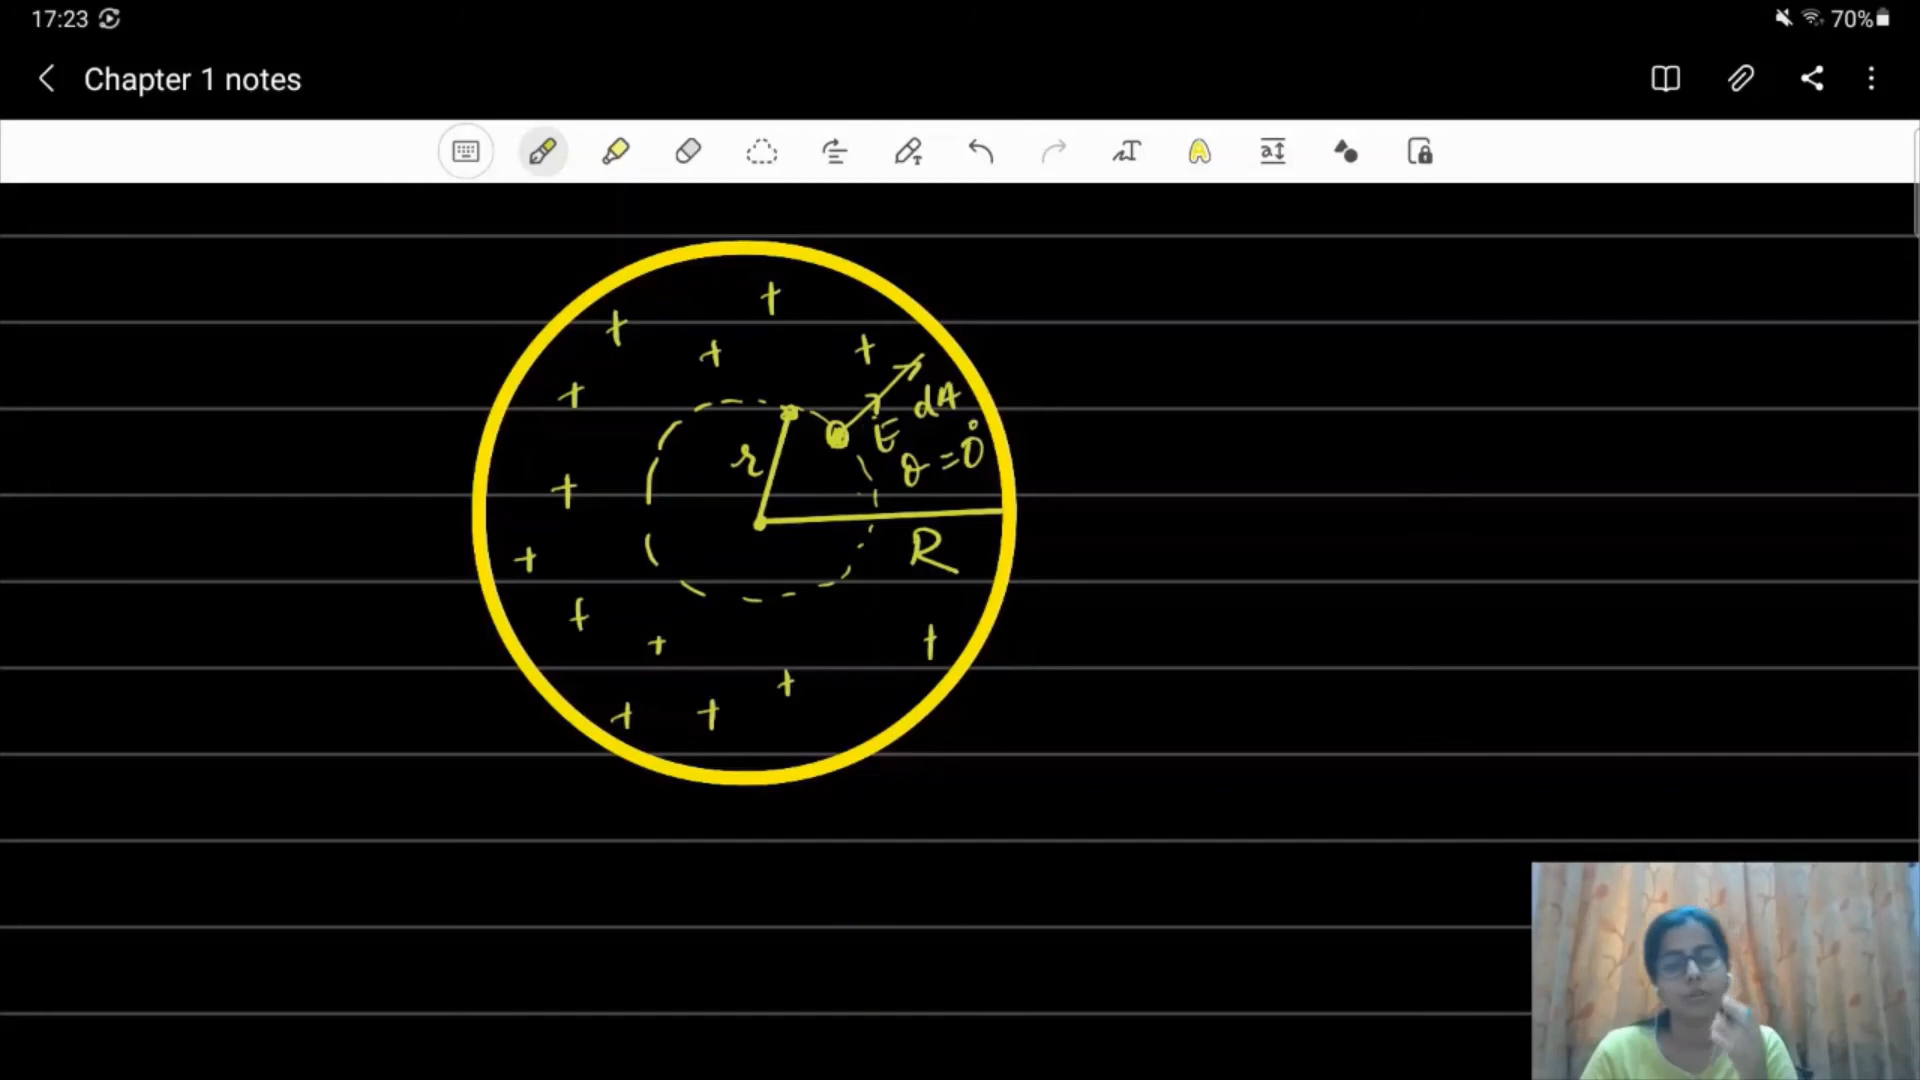 17:23
70%
Chapter 1 notes
+
+
+
+
+
dA
E
r
θ = 0°
+
R
+
+
+
+
+
+
+
+